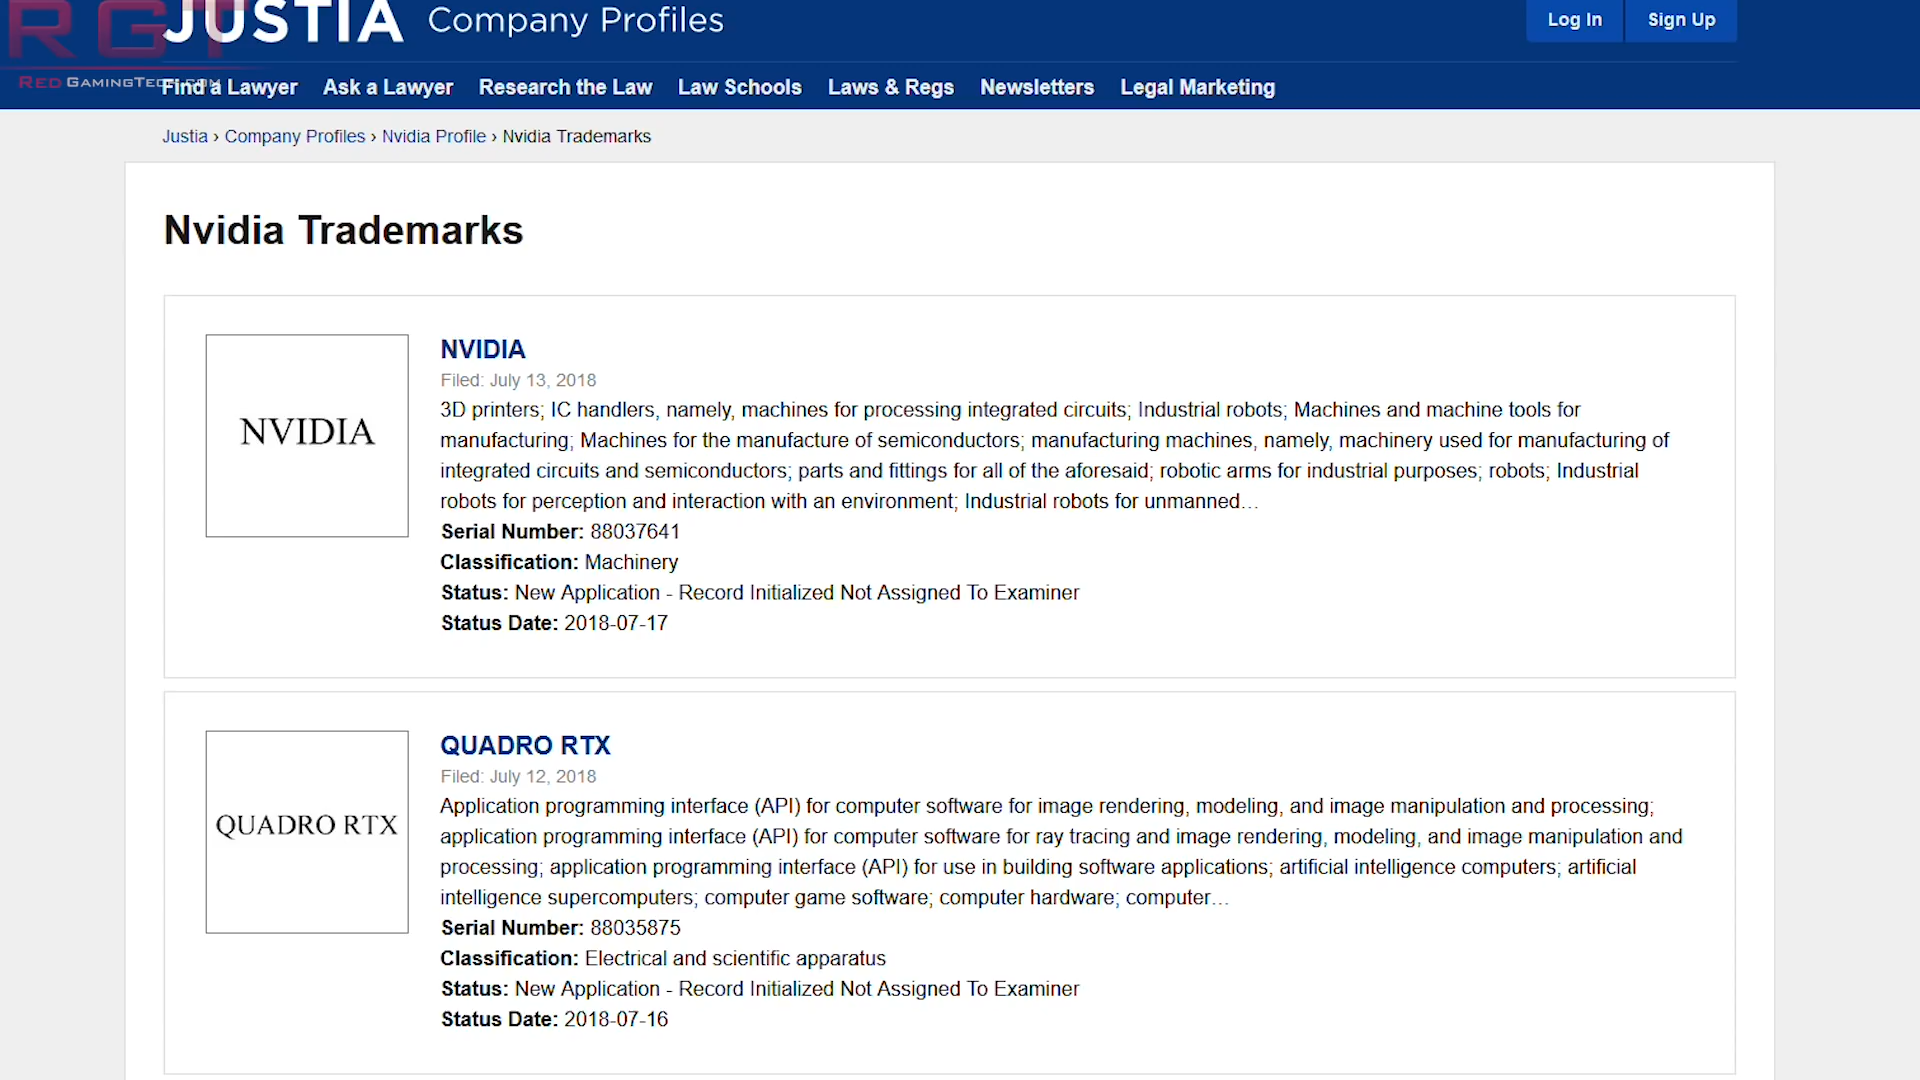 RGT
RED GAMINGTECH.COM
JUSTIA Company Profiles
Log In
Sign Up
Find a Lawyer Ask a Lawyer Research the Law Law Schools Laws & Regs Newsletters Legal Marketing
Justia › Company Profiles › Nvidia Profile › Nvidia Trademarks
Nvidia Trademarks
NVIDIA
NVIDIA
Filed: July 13, 2018
3D printers; IC handlers, namely, machines for processing integrated circuits; Industrial robots; Machines and machine tools for
manufacturing; Machines for the manufacture of semiconductors; manufacturing machines, namely, machinery used for manufacturing of
integrated circuits and semiconductors; parts and fittings for all of the aforesaid; robotic arms for industrial purposes; robots; Industrial
robots for perception and interaction with an environment; Industrial robots for unmanned…
Serial Number: 88037641
Classification: Machinery
Status: New Application - Record Initialized Not Assigned To Examiner
Status Date: 2018-07-17
QUADRO RTX
QUADRO RTX
Filed: July 12, 2018
Application programming interface (API) for computer software for image rendering, modeling, and image manipulation and processing;
application programming interface (API) for computer software for ray tracing and image rendering, modeling, and image manipulation and
processing; application programming interface (API) for use in building software applications; artificial intelligence computers; artificial
intelligence supercomputers; computer game software; computer hardware; computer…
Serial Number: 88035875
Classification: Electrical and scientific apparatus
Status: New Application - Record Initialized Not Assigned To Examiner
Status Date: 2018-07-16